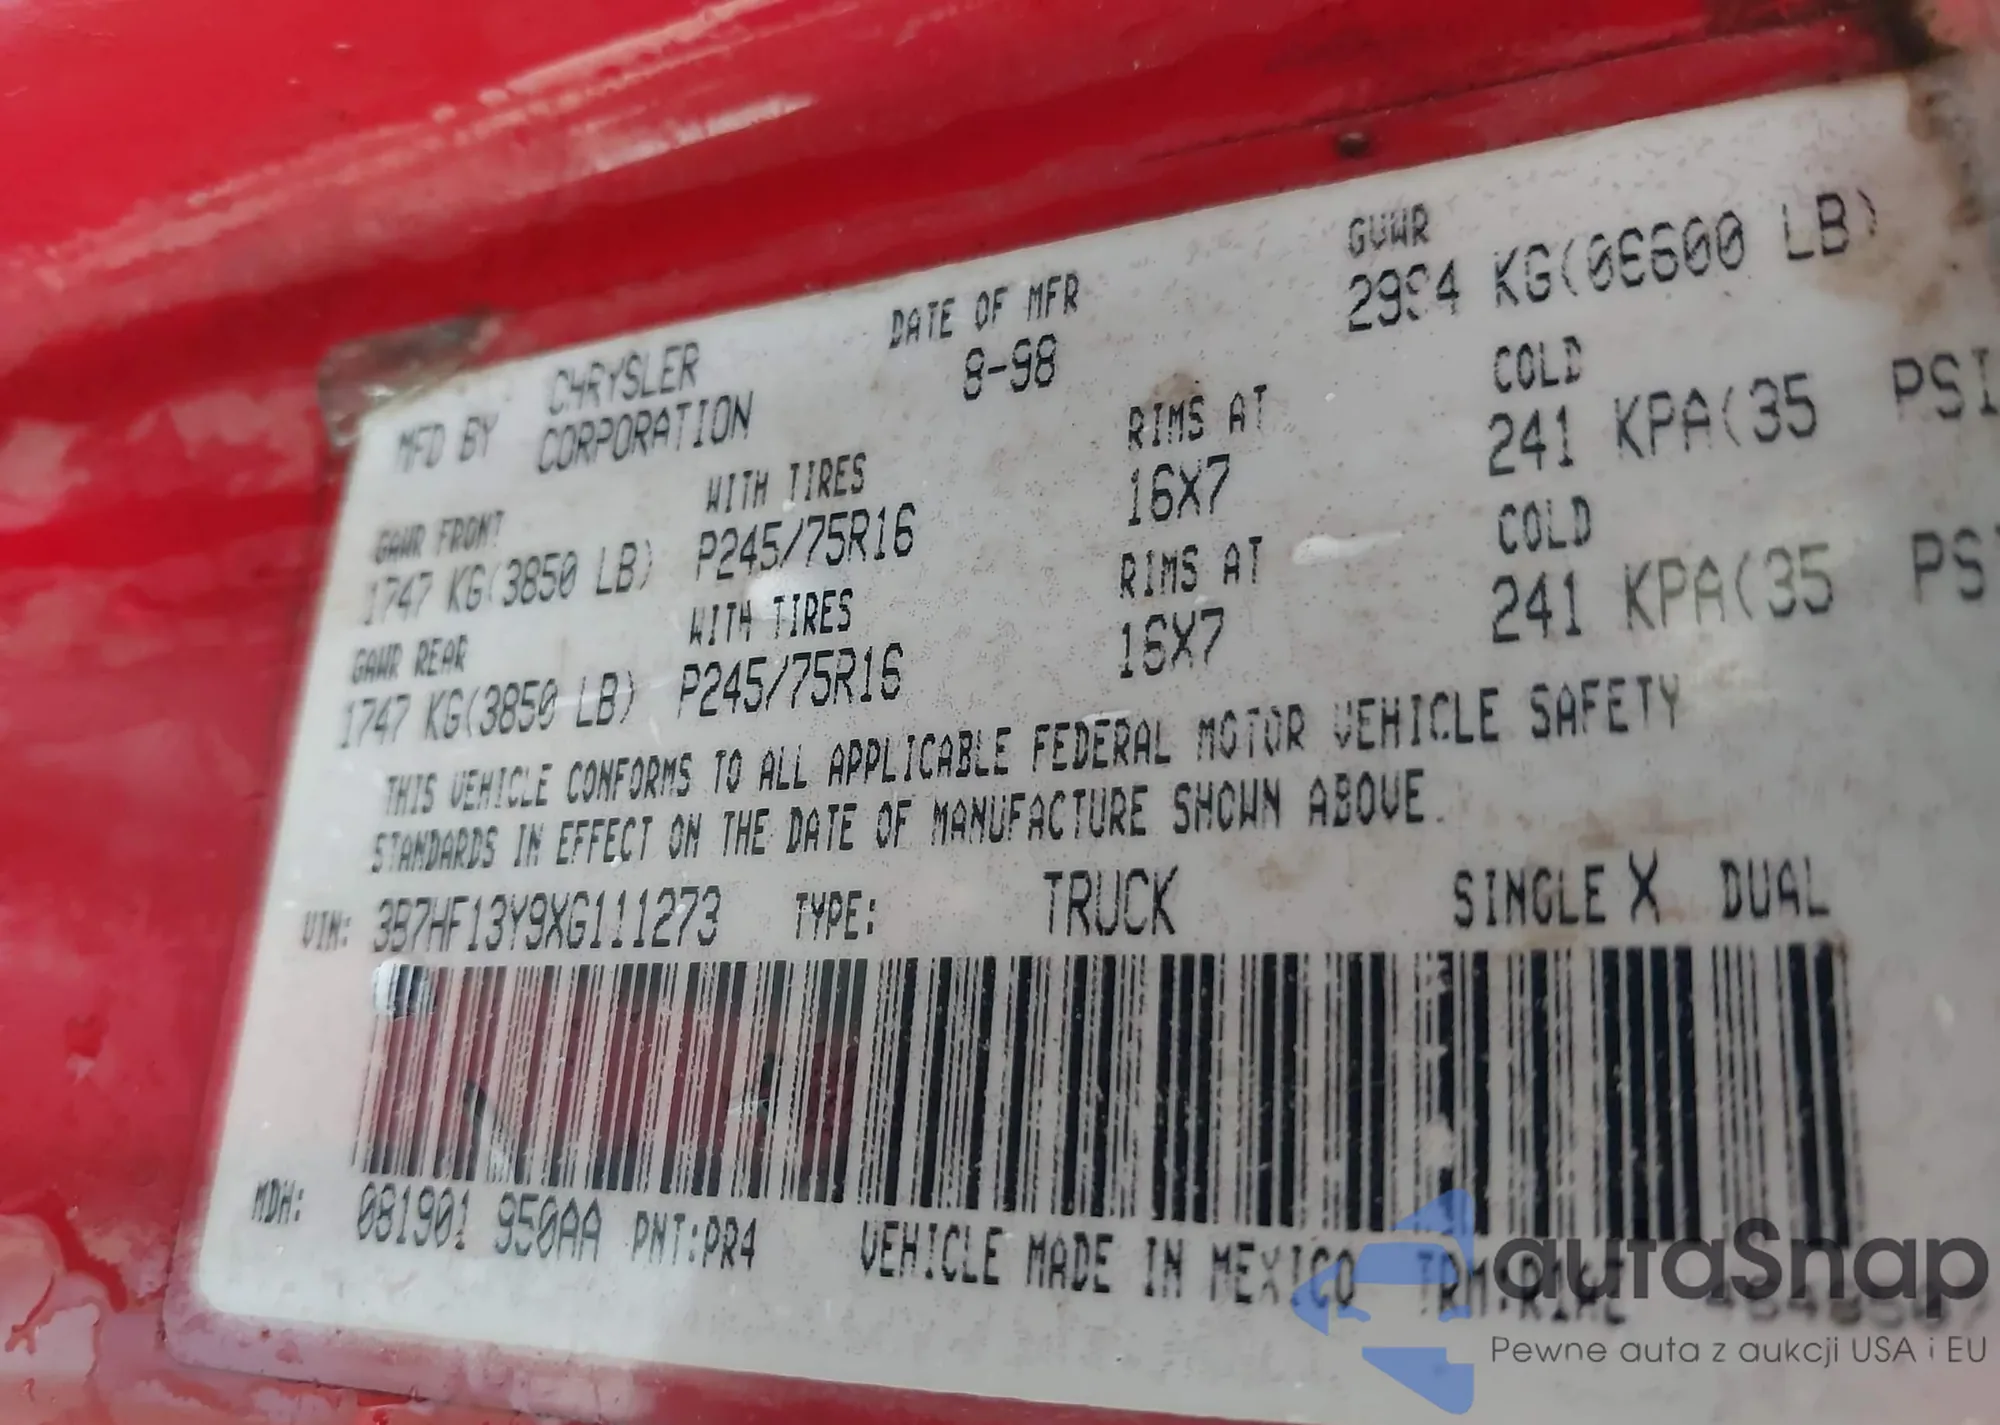 MFD BY CHRYSLER CORPORATION DATE OF MFR 8-98 GVWR 2994 KG(06600 LB)
GAWR FRONT WITH TIRES RIMS AT COLD
1747 KG(3850 LB) P245/75R16 16X7 241 KPA(35 PSI
GAWR REAR WITH TIRES RIMS AT COLD
1747 KG(3850 LB) P245/75R16 16X7 241 KPA(35 PSI
THIS VEHICLE CONFORMS TO ALL APPLICABLE FEDERAL MOTOR VEHICLE SAFETY
STANDARDS IN EFFECT ON THE DATE OF MANUFACTURE SHOWN ABOVE.
VIN: 3B7HF13Y9XG111273 TYPE: TRUCK SINGLE X DUAL
MDH: 081901 950AA PNT:PR4 VEHICLE MADE IN MEXICO
autaSnap
Pewne auta z aukcji USA i EU